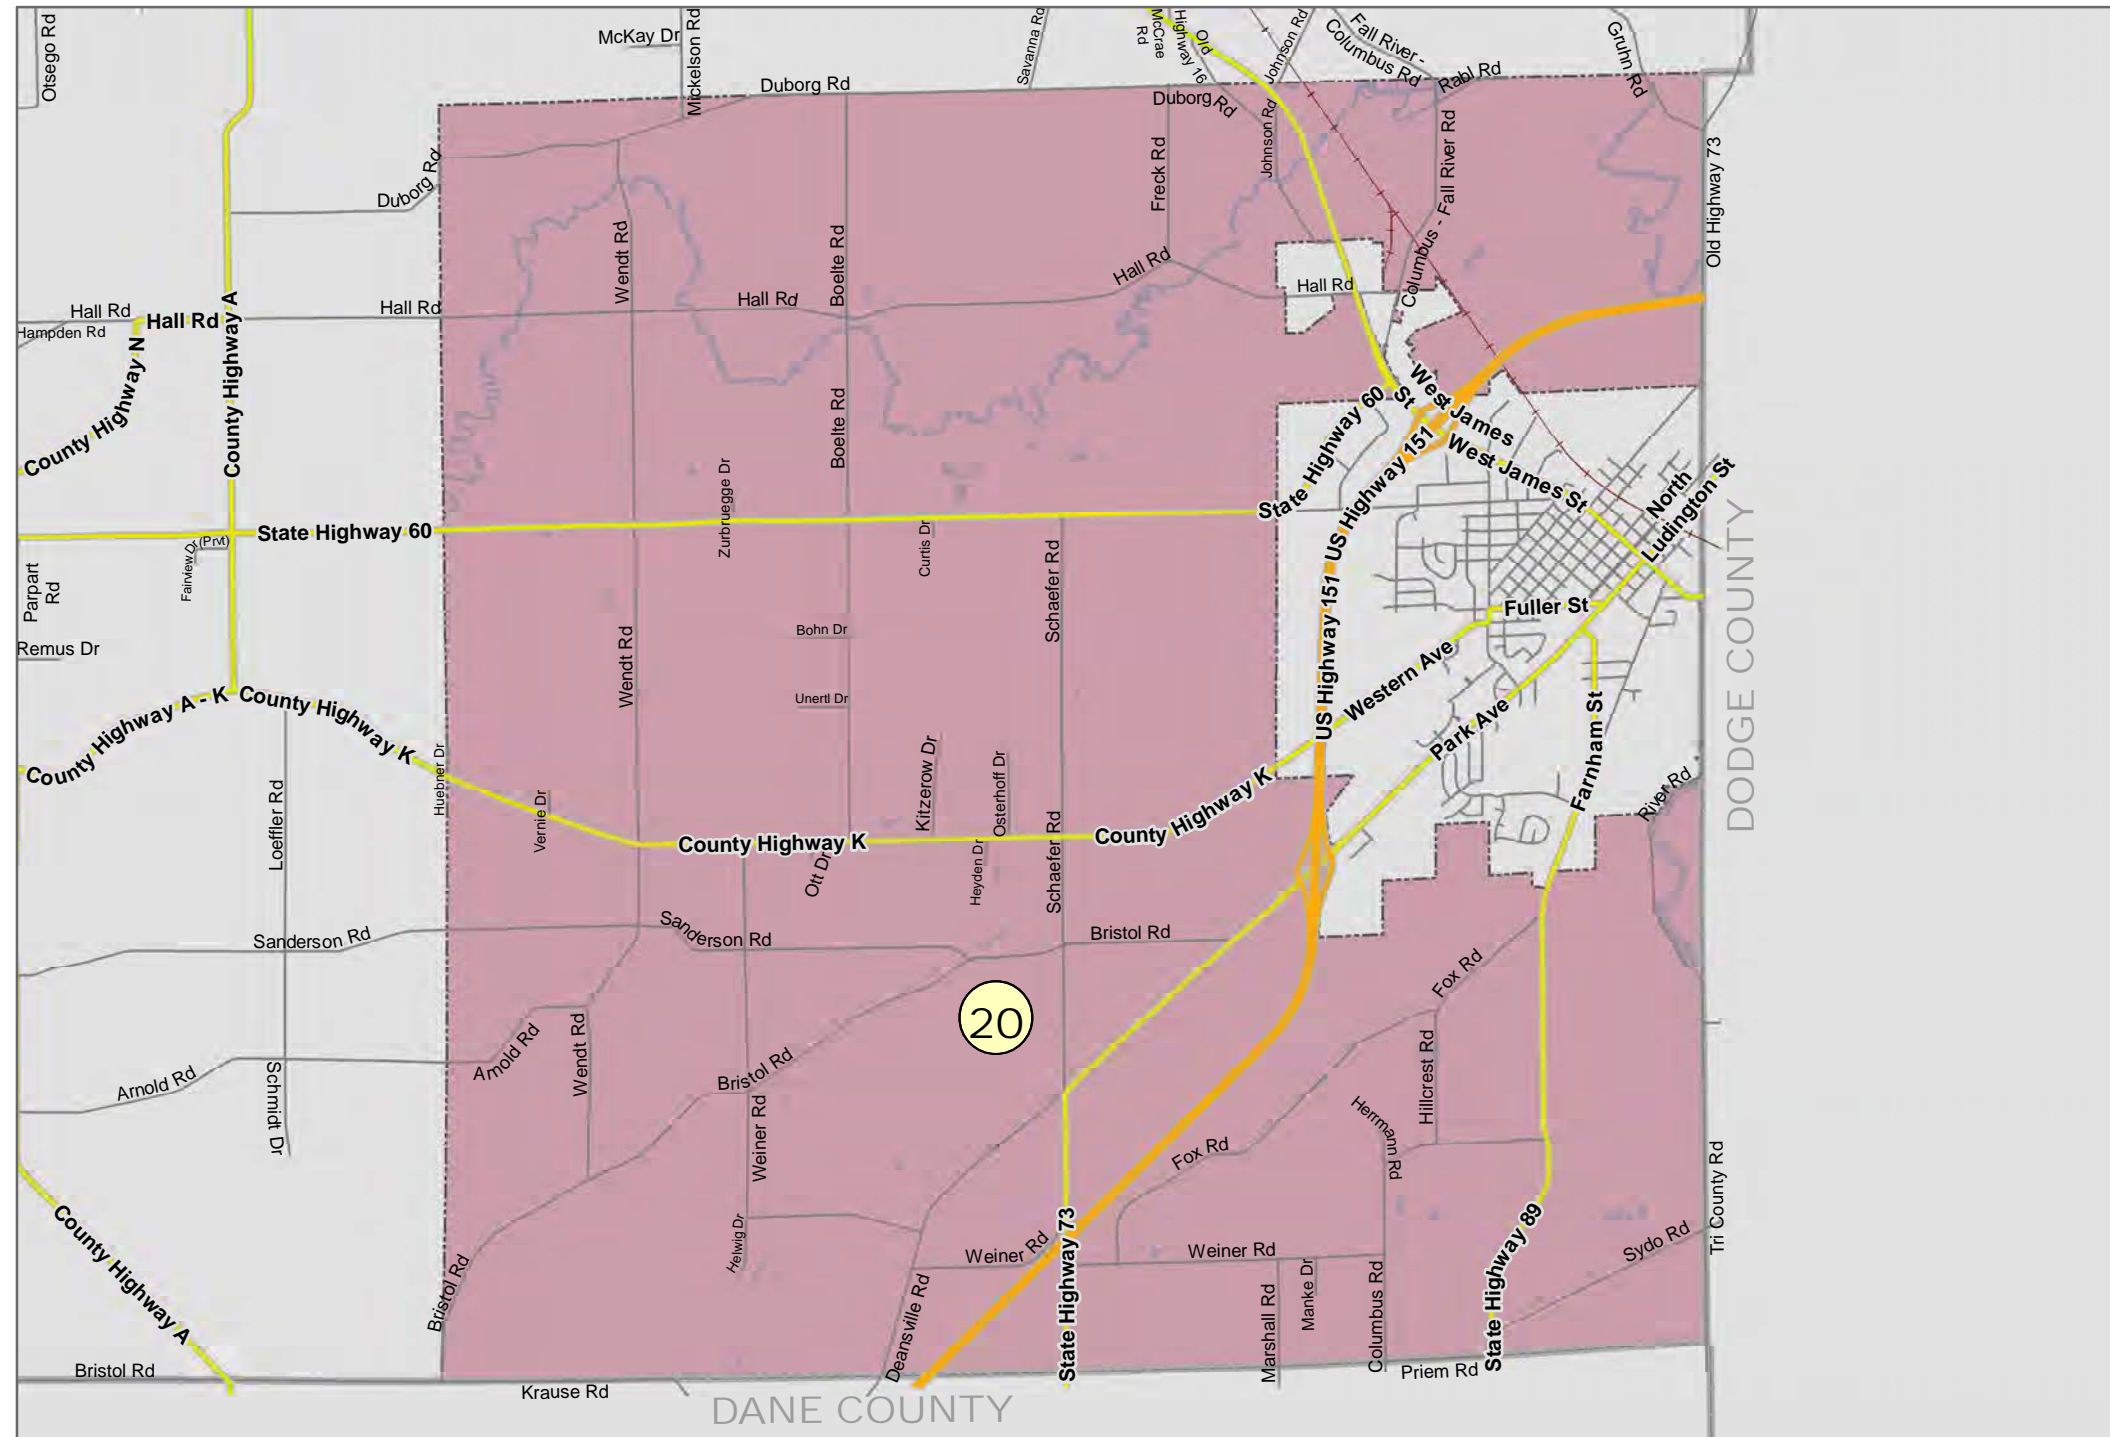 Otsego Rd
McKay Dr
Mickelson Rd
Savanna Rd
McCrae
Rd
Old
Highway 16
Johnson Rd
Fall River -
Columbus Rd
Rabl Rd
Gruhn Rd
Duborg Rd
Duborg Rd
Duborg Rd
Johnson Rd
Freck Rd
Columbus - Fall River Rd
Old Highway 73
Wendt Rd
Boelte Rd
Hall Rd
Hampden Rd
Hall Rd
County Highway A
Hall Rd
Hall Rd
Hall Rd
Hall Rd
County Highway N
County Highway N
Boelte Rd
State Highway 60
West James
St
US Highway 151
West James St
North
Ludington St
Zurbruegge Dr
State Highway 60
Curtis Dr
Schaefer Rd
Fairview Dr (Prvt)
Parpart
Rd
Remus Dr
Wendt Rd
Bohn Dr
Unertl Dr
US Highway 151
US Highway 151
Fuller St
Western Ave
Park Ave
Farnham St
River Rd
DODGE COUNTY
County Highway A - K
County Highway K
Huebner Dr
Loeffler Rd
Vernie Dr
County Highway K
Ott Dr
Kitzerow Dr
Osterhoff Dr
Heyden Dr
Schaefer Rd
County Highway K
Sanderson Rd
Sanderson Rd
Bristol Rd
20
Fox Rd
Arnold Rd
Schmidt Dr
Arnold Rd
Wendt Rd
Bristol Rd
Weiner Rd
Hillcrest Rd
Herrmann Rd
Fox Rd
Helwig Dr
Weiner Rd
Weiner Rd
State Highway 73
State Highway 89
Sydo Rd
Tri County Rd
County Highway A
Bristol Rd
Deansville Rd
Marshall Rd
Manke Dr
Columbus Rd
Priem Rd
Bristol Rd
Krause Rd
DANE COUNTY